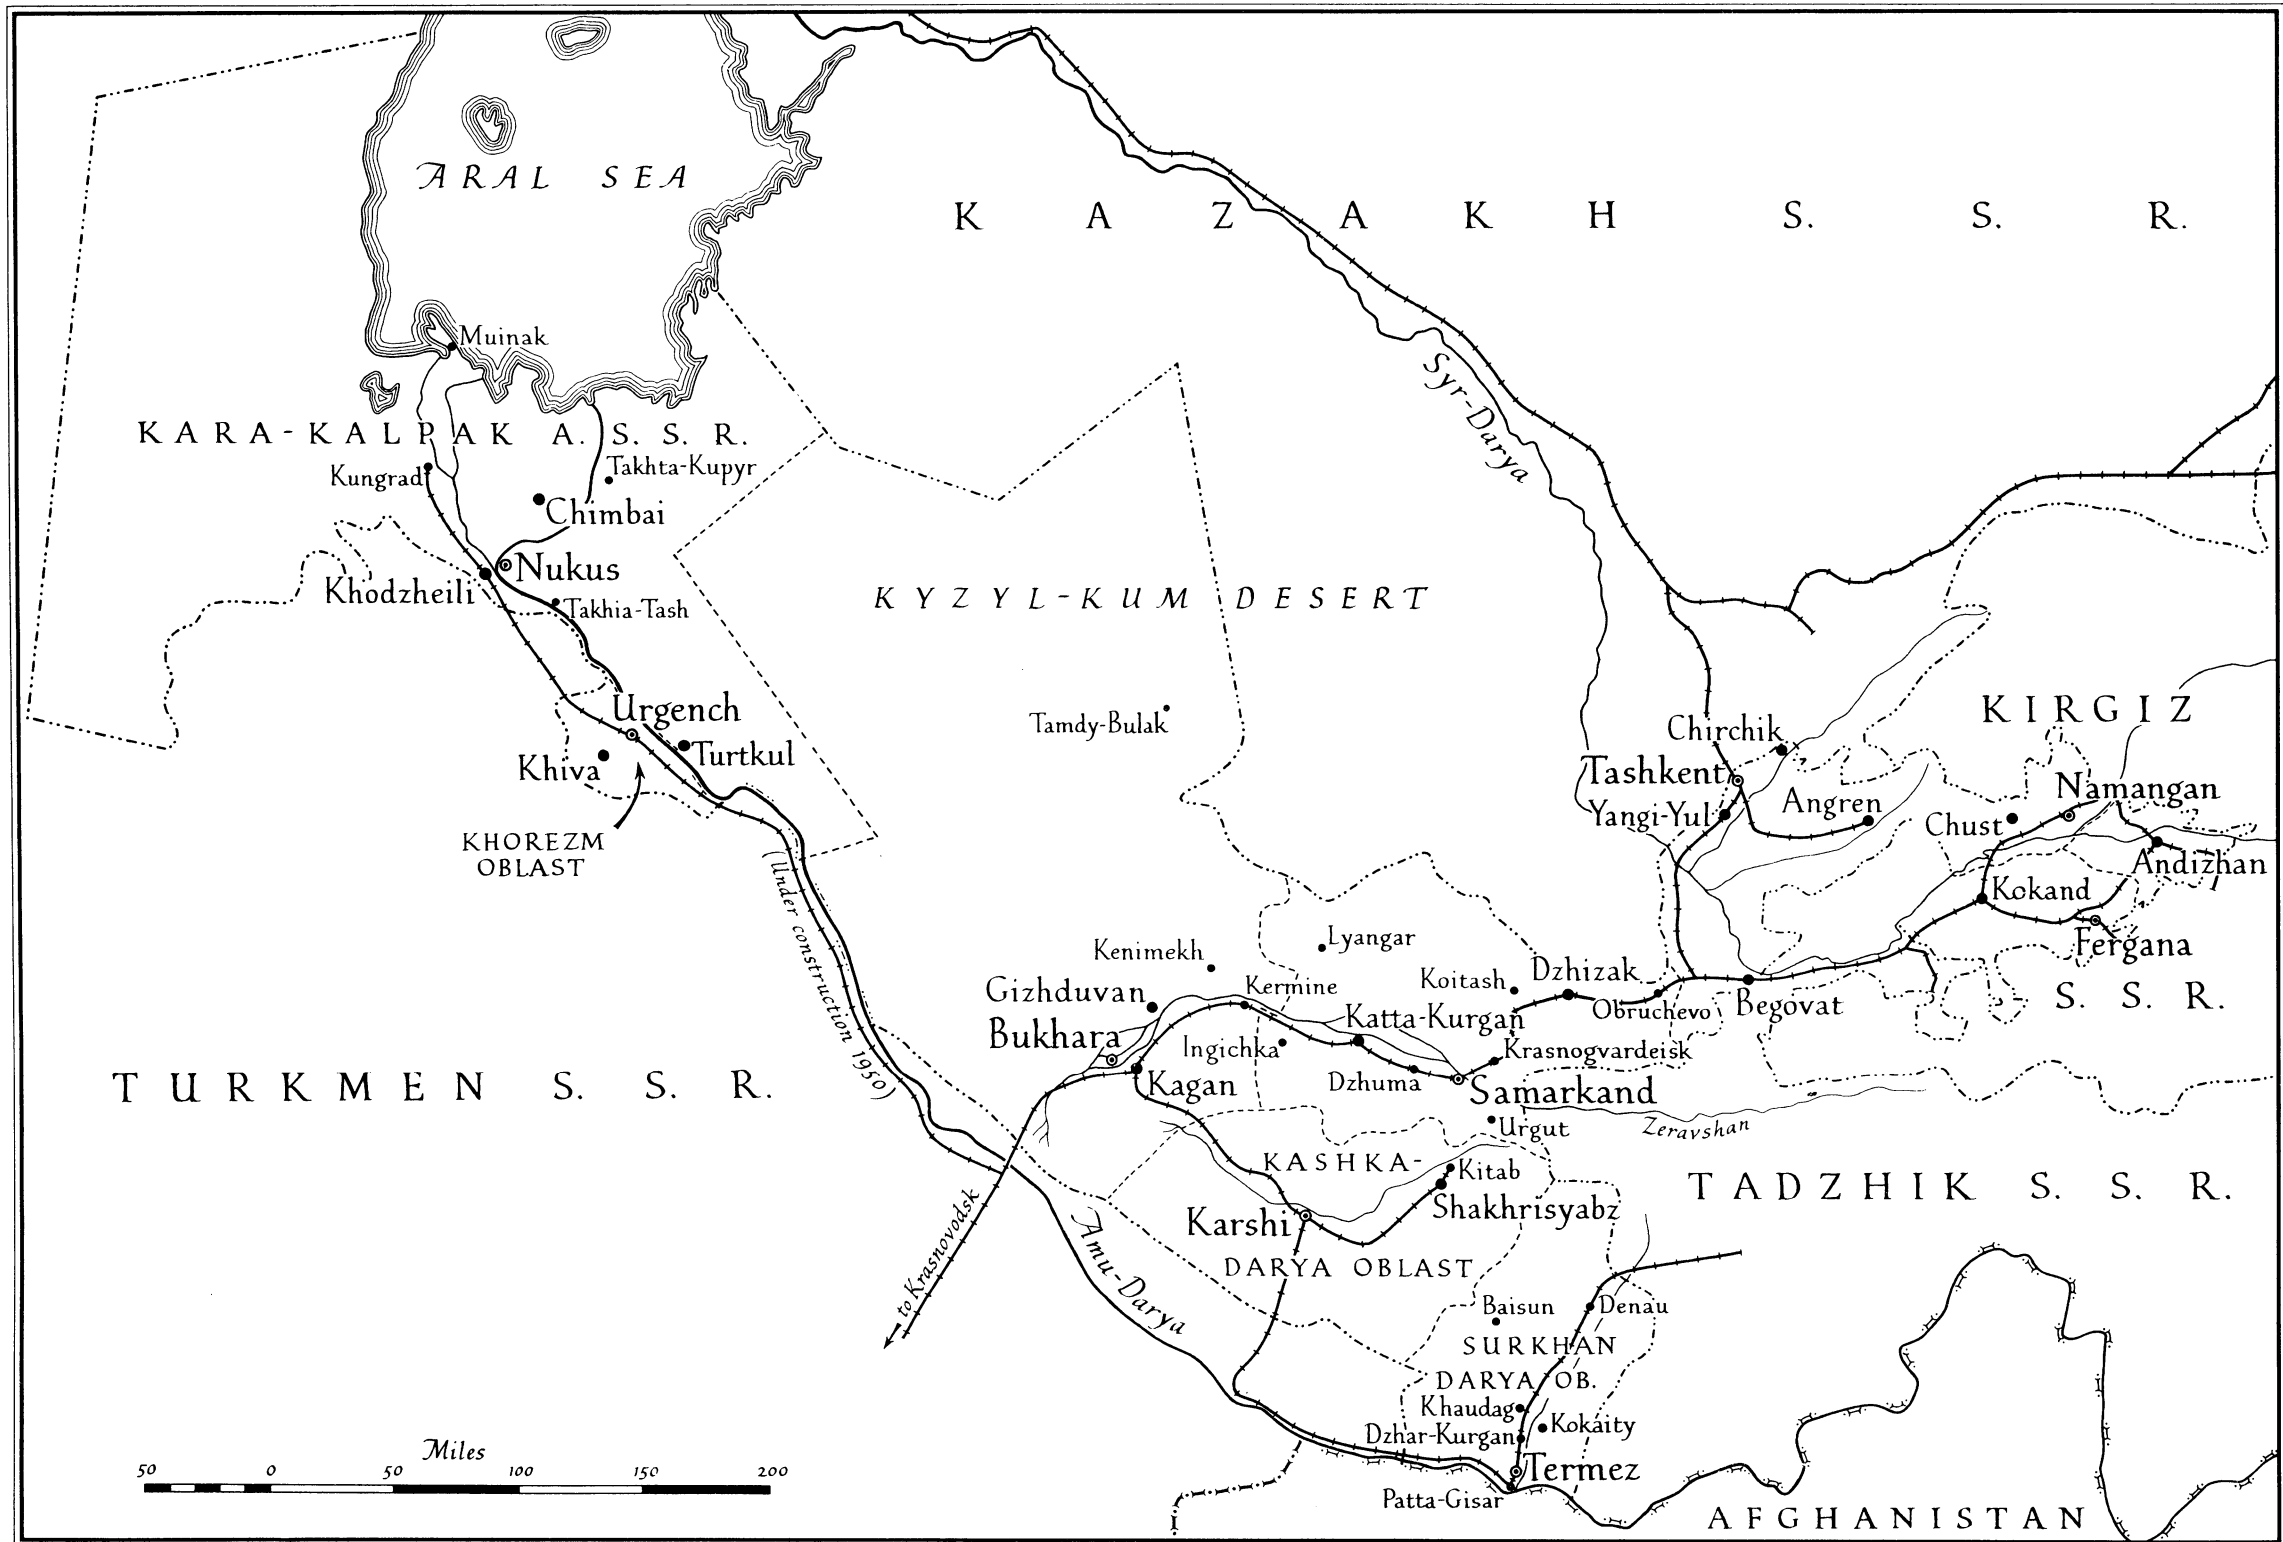 ARAL SEA
KAZAKH S. S. R.
Muinak
Syr-Darya
KARA-KALPAK A. S. S. R.
Takhta-Kupyr
Kungrad
Chimbai
Nukus
Khodzheili
Takhia-Tash
KYZYL-KUM DESERT
Urgench
Turtkul
Khiva
Tamdy-Bulak
KIRGIZ
Chirchik
Tashkent
Namangan
Yangi-Yul
Angren
Chust
KHOREZM
OBLAST
Andizhan
(Under construction 1950)
Kokand
Fergana
Kenimekh
Lyangar
Gizhduvan
Kermine
Koitash
Dzhizak
Obruchevo
Begovat
S. S. R.
Bukhara
Katta-Kurgan
Ingichka
Krasnogvardeisk
Kagan
Dzhuma
Samarkand
TURKMEN S. S. R.
Urgut
Zeravshan
KASHKA-
Kitab
Shakhrisyabz
TADZHIK S. S. R.
Karshi
to Krasnovodsk
Amu-Darya
DARYA OBLAST
Baisun
Denau
SURKHAN
DARYA OB.
Khaudag
Kokaity
Dzhar-Kurgan
Termez
Patta-Gisar
AFGHANISTAN
Miles
50 0 50 100 150 200